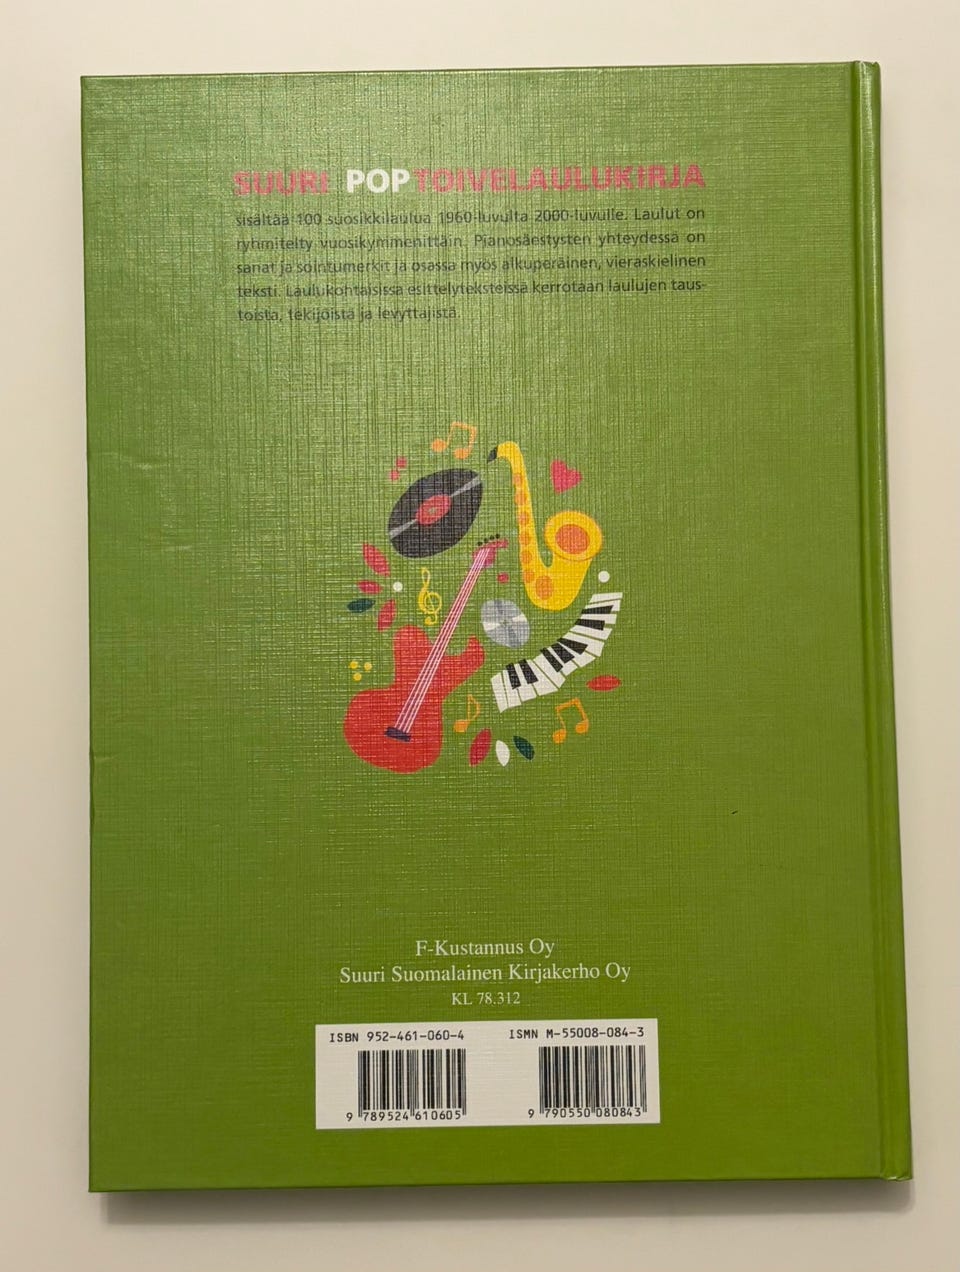 SUURI POP TOIVELAULUKIRJA
sisältää 100 suosikkilaulua 1960-luvulta 2000-luvulle. Laulut on
ryhmitelty vuosikymmenittäin. Pianosäestysten yhteydessä on
sanat ja sointumerkit ja osassa myös alkuperäinen, vieraskielinen
teksti. Laulukohtaisissa esittelyteksteissä kerrotaan laulujen taus-
toista, tekijöistä ja levyttäjistä.
F-Kustannus Oy
Suuri Suomalainen Kirjakerho Oy
KL 78.312
ISBN 952-461-060-4 ISMN M-55008-084-3
9 789524 610605 9 790550 080843